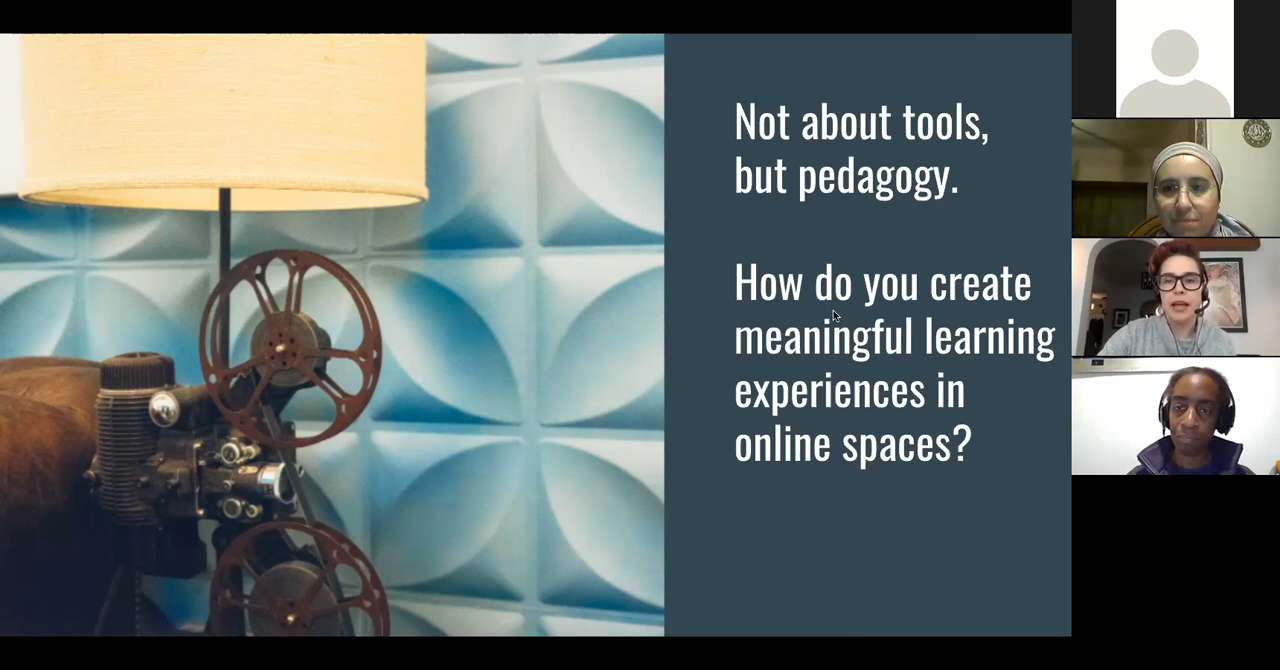 Not about tools,
but pedagogy.
How do you create
meaningful learning
experiences in
online spaces?